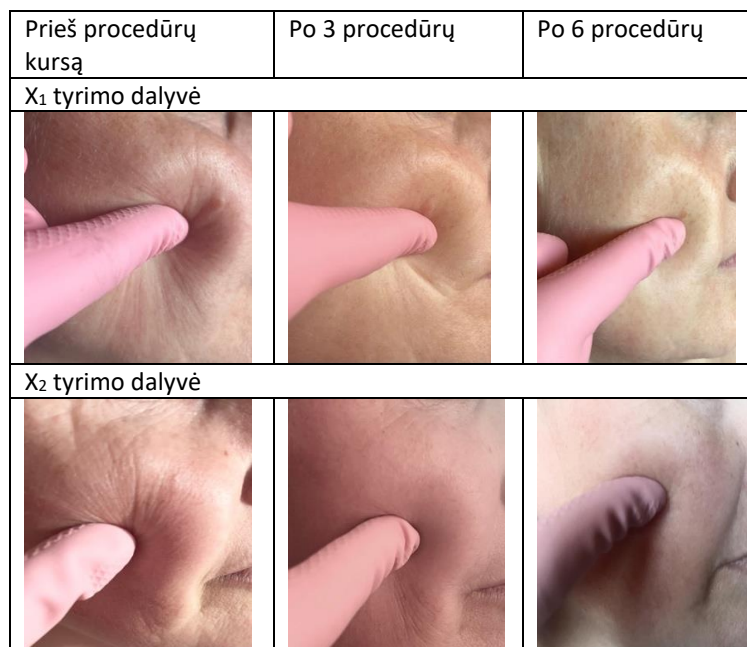 Prieš procedūrų
kursą
Po 3 procedūrų
Po 6 procedūrų
X₁ tyrimo dalyvė
X₂ tyrimo dalyvė